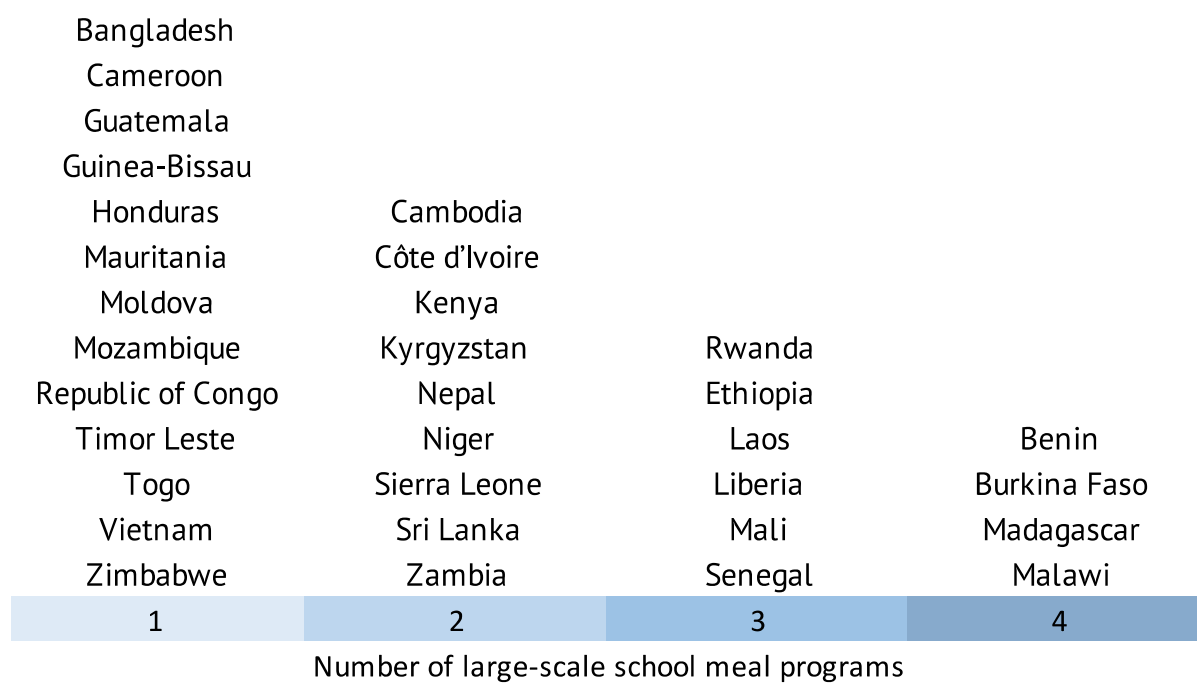 Bangladesh
Cameroon
Guatemala
Guinea-Bissau
Honduras Cambodia
Mauritania Côte d’Ivoire
Moldova Kenya
Mozambique Kyrgyzstan Rwanda
Republic of Congo Nepal Ethiopia
Timor Leste Niger Laos Benin
Togo Sierra Leone Liberia Burkina Faso
Vietnam Sri Lanka Mali Madagascar
Zimbabwe Zambia Senegal Malawi
1 2 3 4
Number of large-scale school meal programs